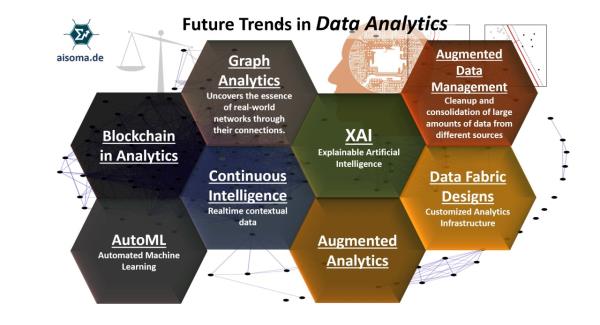 Future Trends in Data Analytics
aisoma.de
Graph
Analytics
Uncovers the essence
of real-world
networks through
their connections.
Augmented
Data
Management
Cleanup and
consolidation of large
amounts of data from
different sources
Blockchain
in Analytics
XAI
Explainable Artificial
Intelligence
Continuous
Intelligence
Realtime contextual
data
Data Fabric
Designs
Customized Analytics
Infrastructure
AutoML
Automated Machine
Learning
Augmented
Analytics